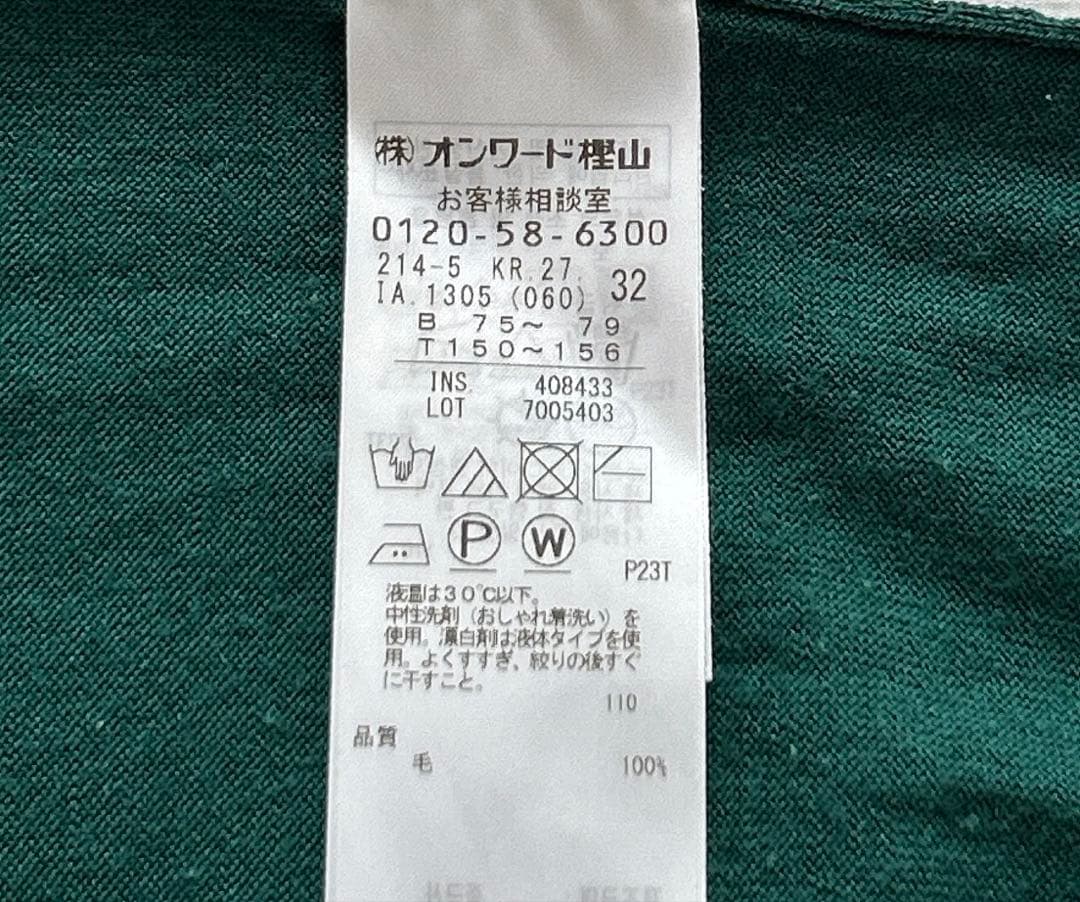 (株)オンワード樫山
お客様相談室
0120-58-6300
214-5 KR.27.
IA.1305 (060) 32
B 75～ 79
T150～156
INS. 408433
LOT 7005403
P
W
P23T
液温は30℃以下。
中性洗剤（おしゃれ着洗い）を
使用。漂白剤は液体タイプを使
用。よくすすぎ、絞りの後すぐ
に干すこと。
110
品質
毛 100%